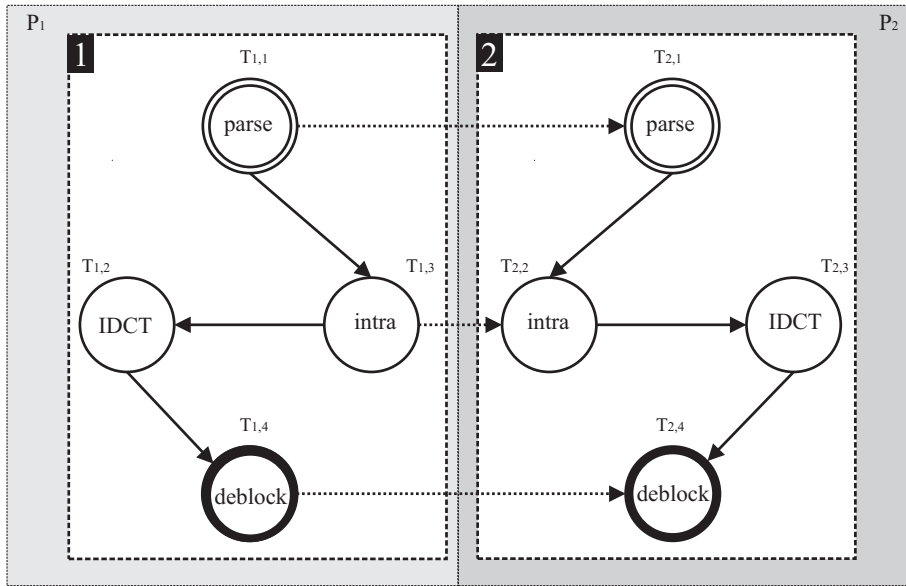 P1
P2
1
2
T1,1
T2,1
parse
parse
T1,2
T1,3
T2,2
T2,3
IDCT
intra
intra
IDCT
T1,4
T2,4
deblock
deblock